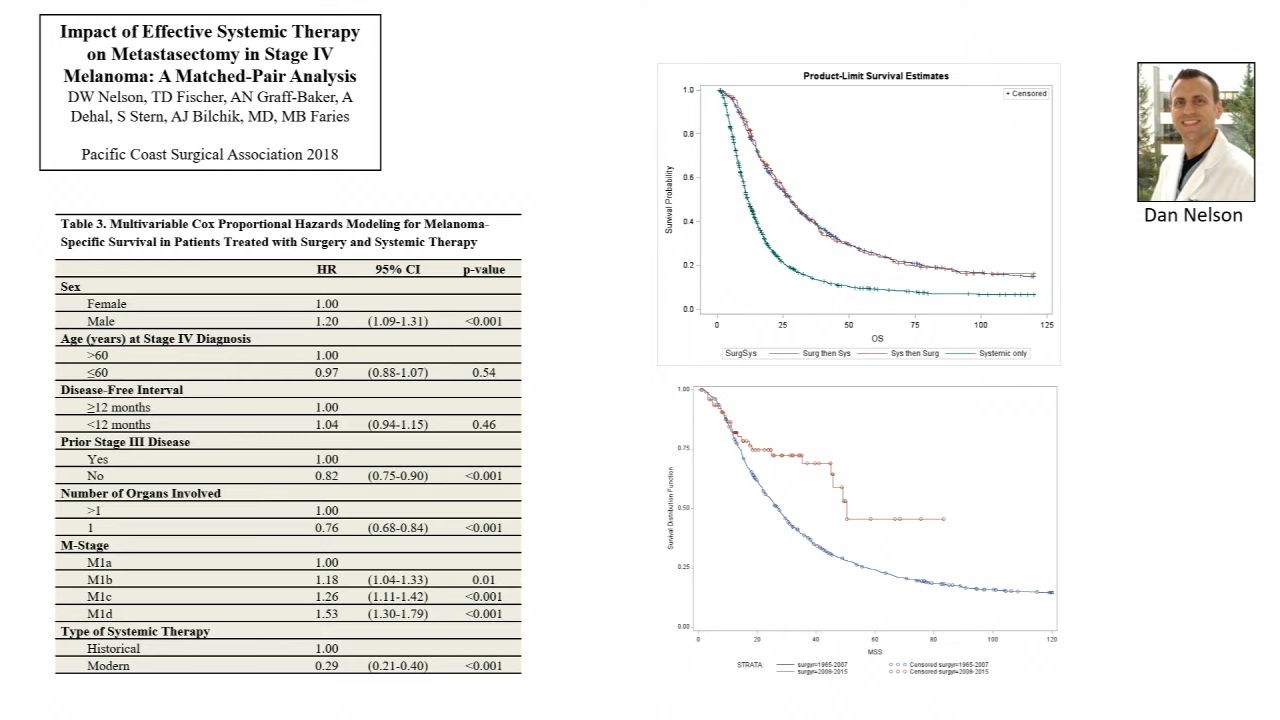 Impact of Effective Systemic Therapy
on Metastasectomy in Stage IV
Melanoma: A Matched-Pair Analysis
DW Nelson, TD Fischer, AN Graff-Baker, A
Dehal, S Stern, AJ Bilchik, MD, MB Faries
Pacific Coast Surgical Association 2018
Table 3. Multivariable Cox Proportional Hazards Modeling for Melanoma-
Specific Survival in Patients Treated with Surgery and Systemic Therapy
HR 95% CI p-value
Sex
Female 1.00
Male 1.20 (1.09-1.31) <0.001
Age (years) at Stage IV Diagnosis
>60 1.00
≤60 0.97 (0.88-1.07) 0.54
Disease-Free Interval
≥12 months 1.00
<12 months 1.04 (0.94-1.15) 0.46
Prior Stage III Disease
Yes 1.00
No 0.82 (0.75-0.90) <0.001
Number of Organs Involved
>1 1.00
1 0.76 (0.68-0.84) <0.001
M-Stage
M1a 1.00
M1b 1.18 (1.04-1.33) 0.01
M1c 1.26 (1.11-1.42) <0.001
M1d 1.53 (1.30-1.79) <0.001
Type of Systemic Therapy
Historical 1.00
Modern 0.29 (0.21-0.40) <0.001
Product-Limit Survival Estimates
+ Censored
Survival Probability
1.0
0.8
0.6
0.4
0.2
0.0
0 25 50 75 100 125
OS
SurgSys Surg then Sys Sys then Surg Systemic only
Survival Distribution Function
1.00
0.75
0.50
0.25
0.00
0 20 40 60 80 100 120
MSS
STRATA: surgyr=1965-2007 Censored surgyr=1965-2007
surgyr=2008-2015 Censored surgyr=2008-2015
Dan Nelson